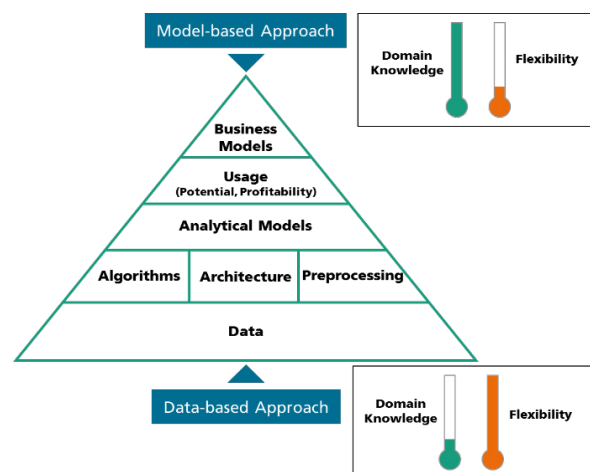 Model-based Approach
Domain
Knowledge
Flexibility
Business
Models
Usage
(Potential, Profitability)
Analytical Models
Algorithms
Architecture
Preprocessing
Data
Data-based Approach
Domain
Knowledge
Flexibility